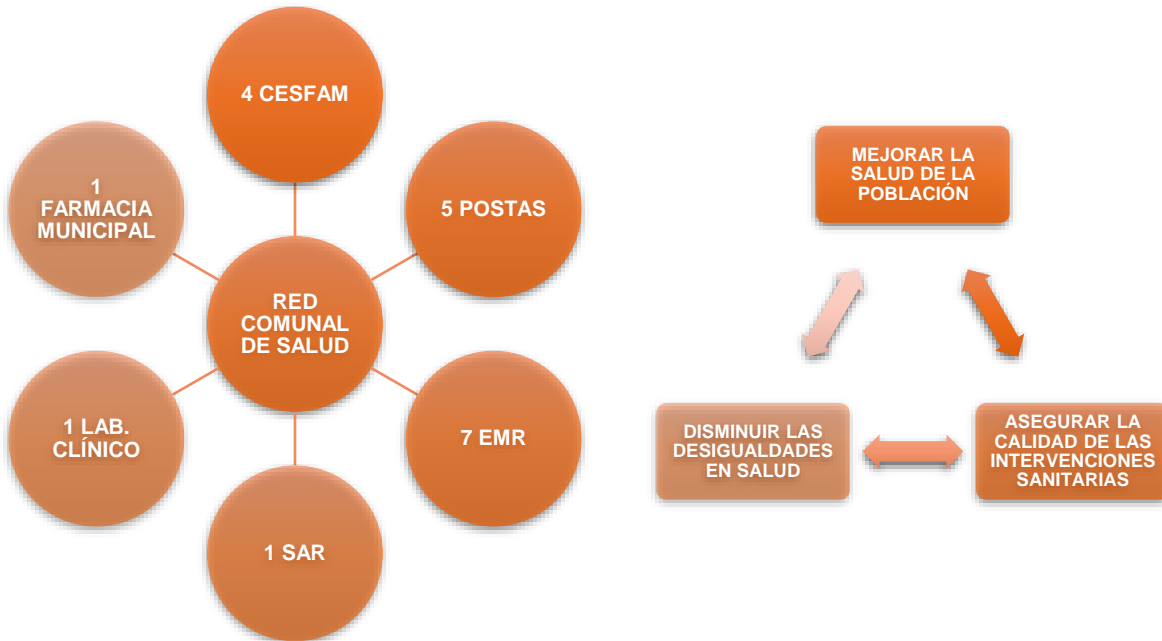 4 CESFAM
5 POSTAS
7 EMR
1 SAR
1 LAB.
CLÍNICO
1
FARMACIA
MUNICIPAL
RED
COMUNAL
DE SALUD
MEJORAR LA
SALUD DE LA
POBLACIÓN
ASEGURAR LA
CALIDAD DE LAS
INTERVENCIONES
SANITARIAS
DISMINUIR LAS
DESIGUALDADES
EN SALUD